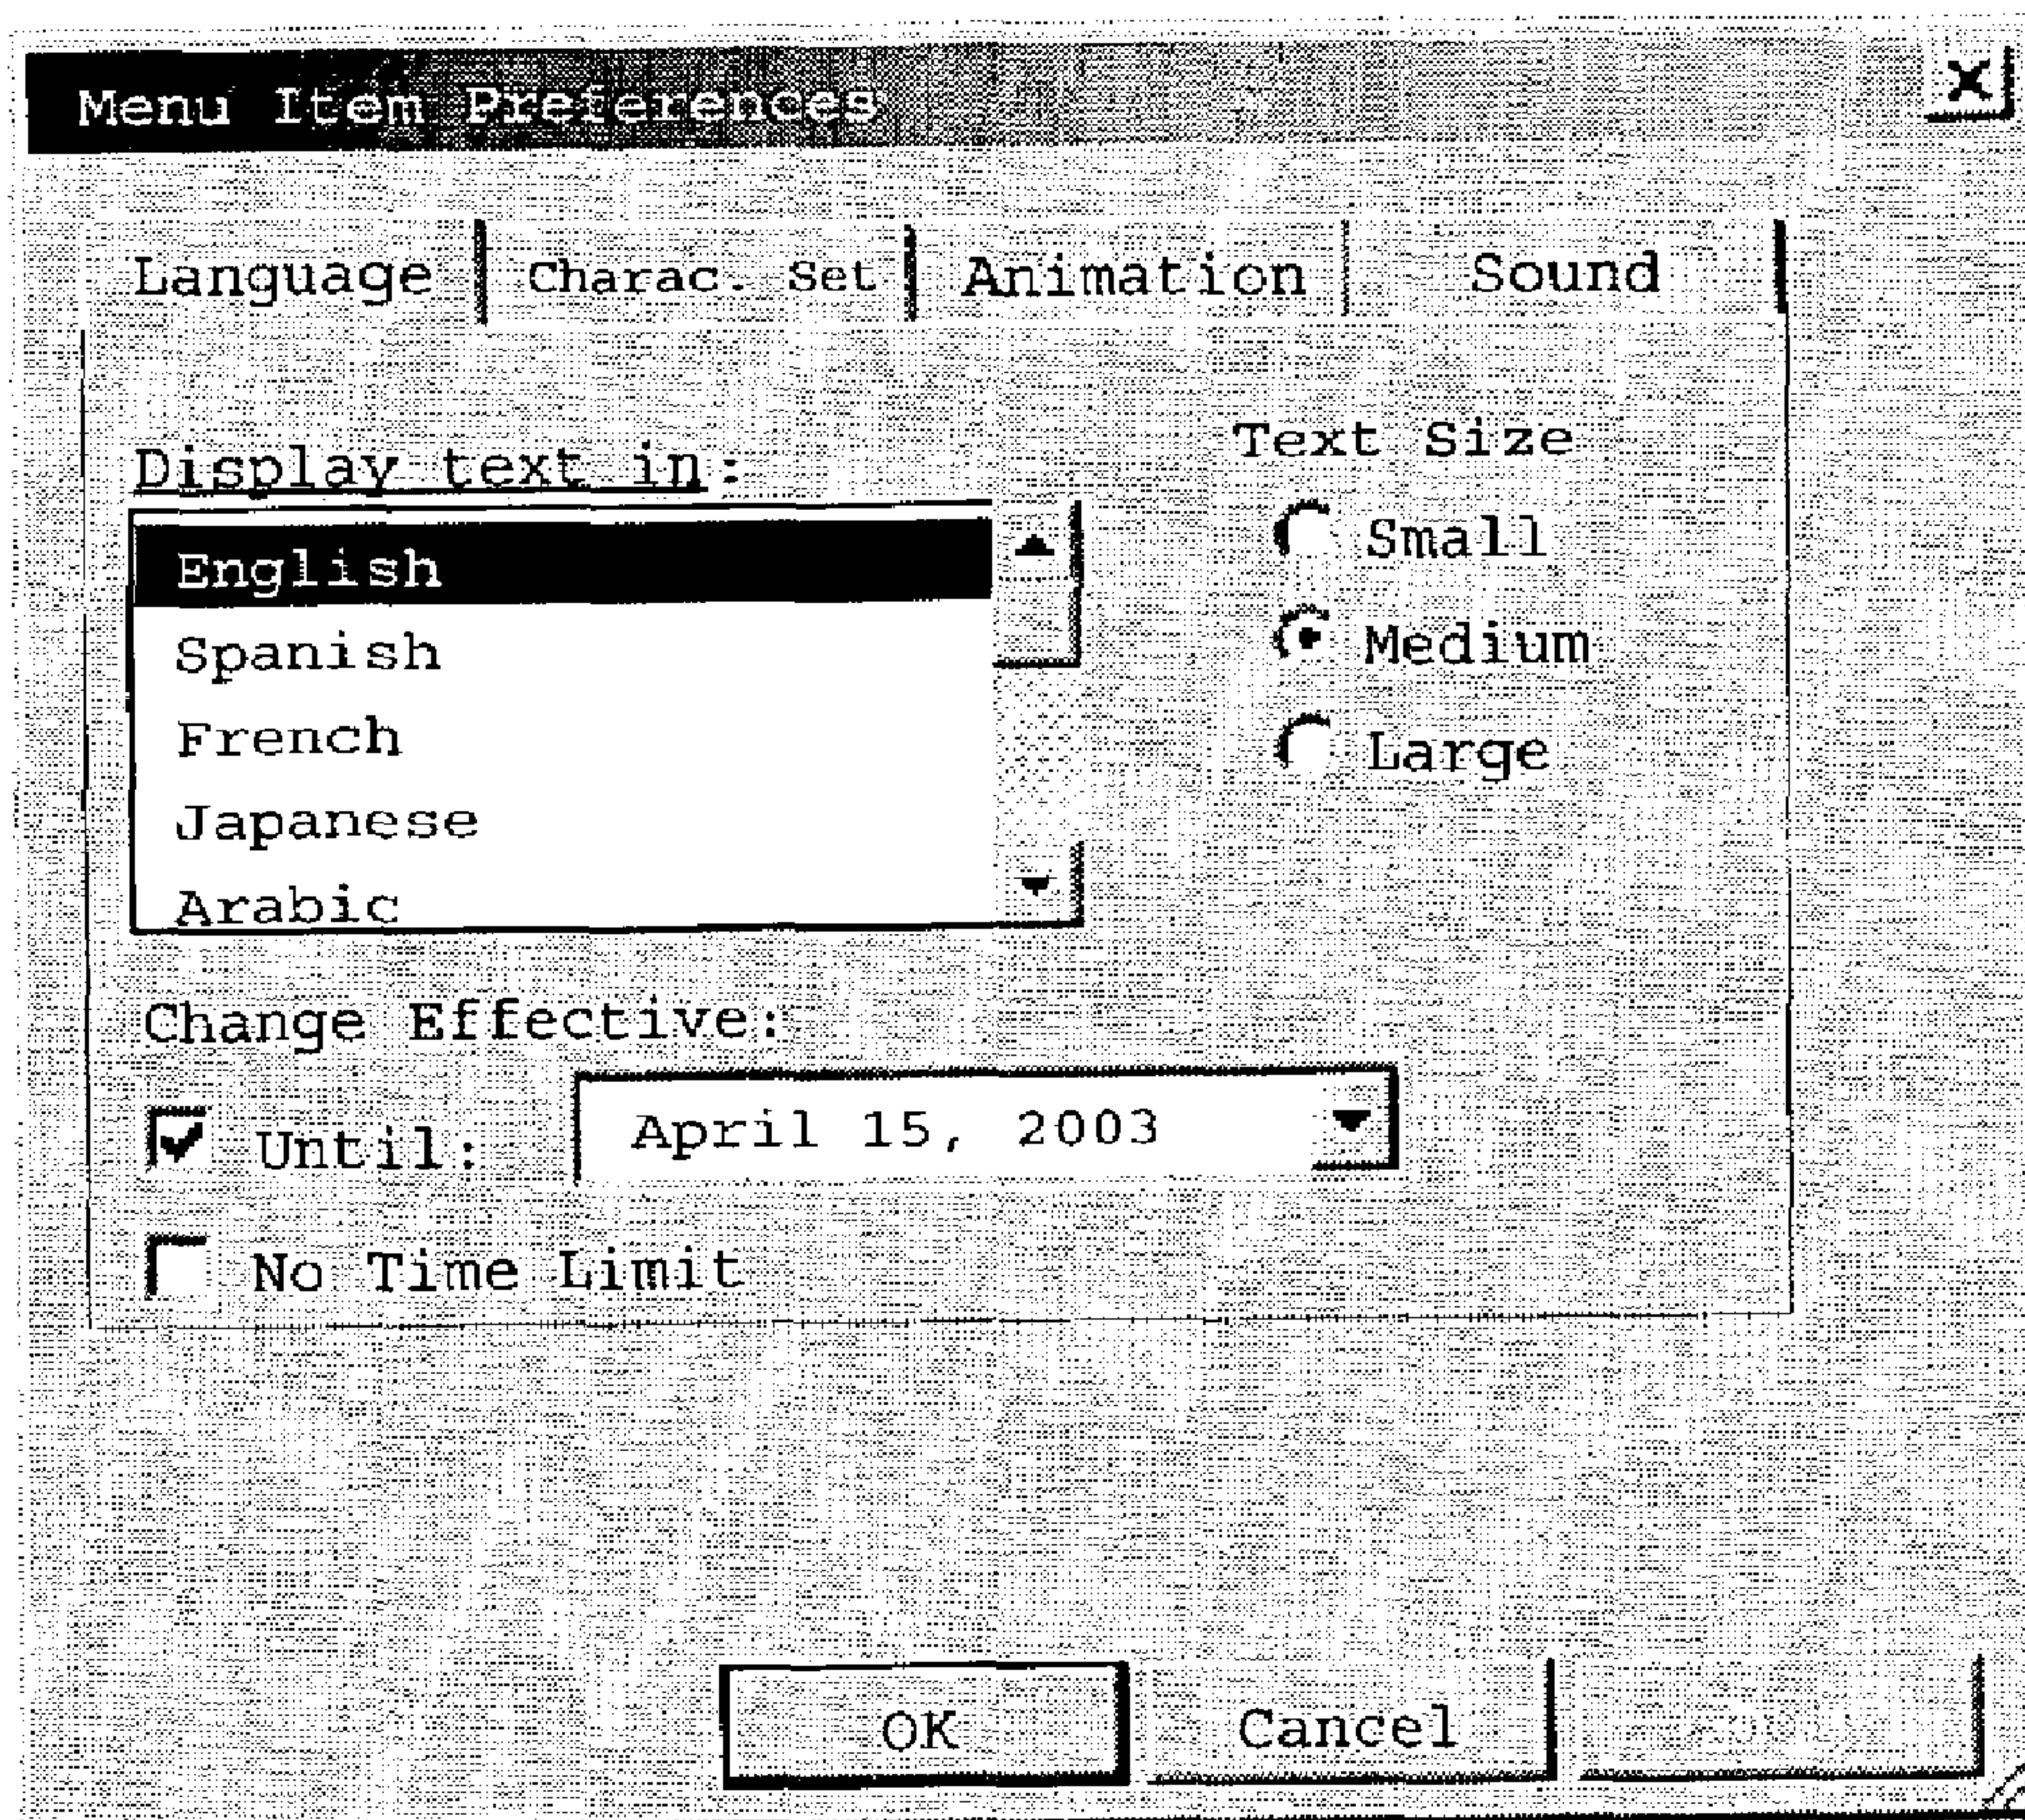 Menu Item Preferences X
Language Charac. Set Animation Sound
Display text in:
English
Spanish
French
Japanese
Arabic
Text Size
Small
Medium
Large
Change Effective:
Until: April 15, 2003
No Time Limit
OK Cancel